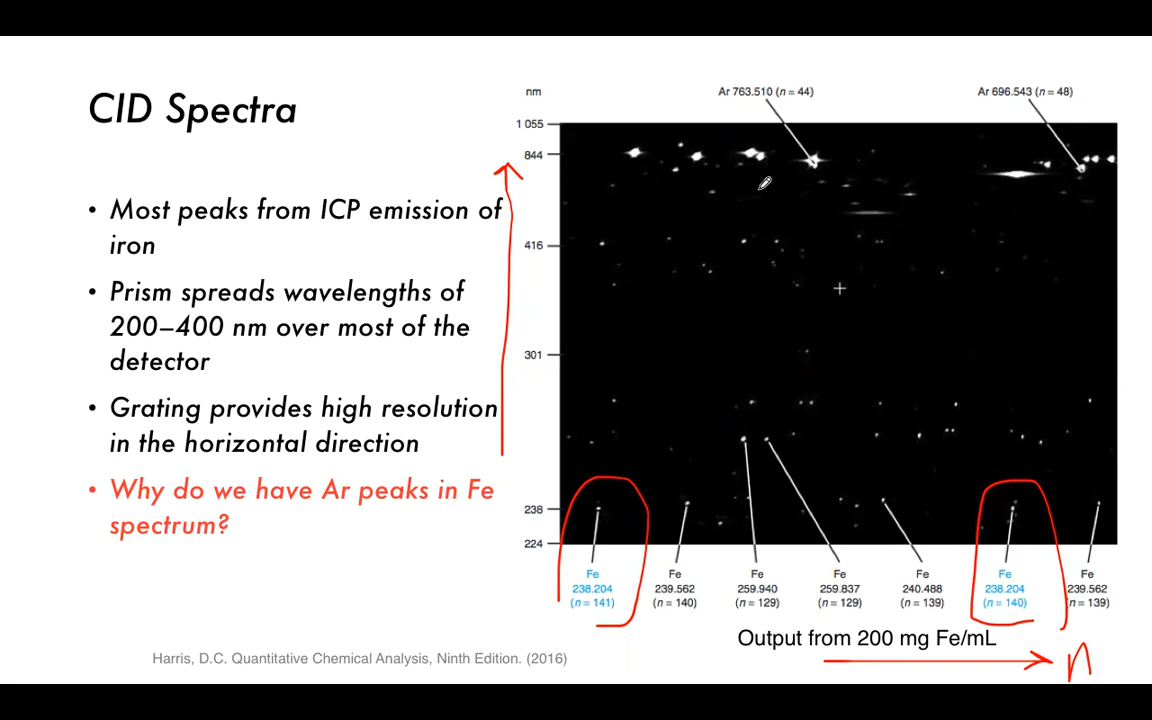 CID Spectra
• Most peaks from ICP emission of
iron
• Prism spreads wavelengths of
200–400 nm over most of the
detector
• Grating provides high resolution
in the horizontal direction
• Why do we have Ar peaks in Fe
spectrum?
nm
Ar 763.510 (n = 44)
Ar 696.543 (n = 48)
1 055
844
416
301
238
224
Fe
238.204
(n = 141)
Fe
239.562
(n = 140)
Fe
259.940
(n = 129)
Fe
259.837
(n = 129)
Fe
240.488
(n = 139)
Fe
238.204
(n = 140)
Fe
239.562
(n = 139)
Output from 200 mg Fe/mL
n
Harris, D.C. Quantitative Chemical Analysis, Ninth Edition. (2016)